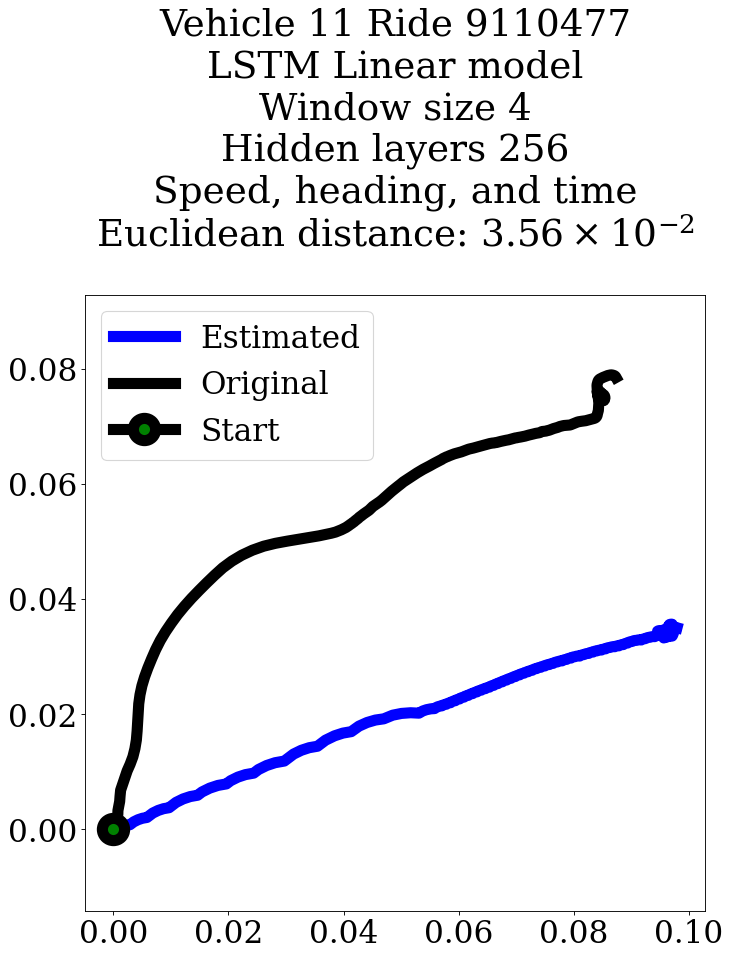 Vehicle 11 Ride 9110477
LSTM Linear model
Window size 4
Hidden layers 256
Speed, heading, and time
Euclidean distance: 3.56 × 10⁻²
Estimated
Original
Start
0.08
0.06
0.04
0.02
0.00
0.00 0.02 0.04 0.06 0.08 0.10